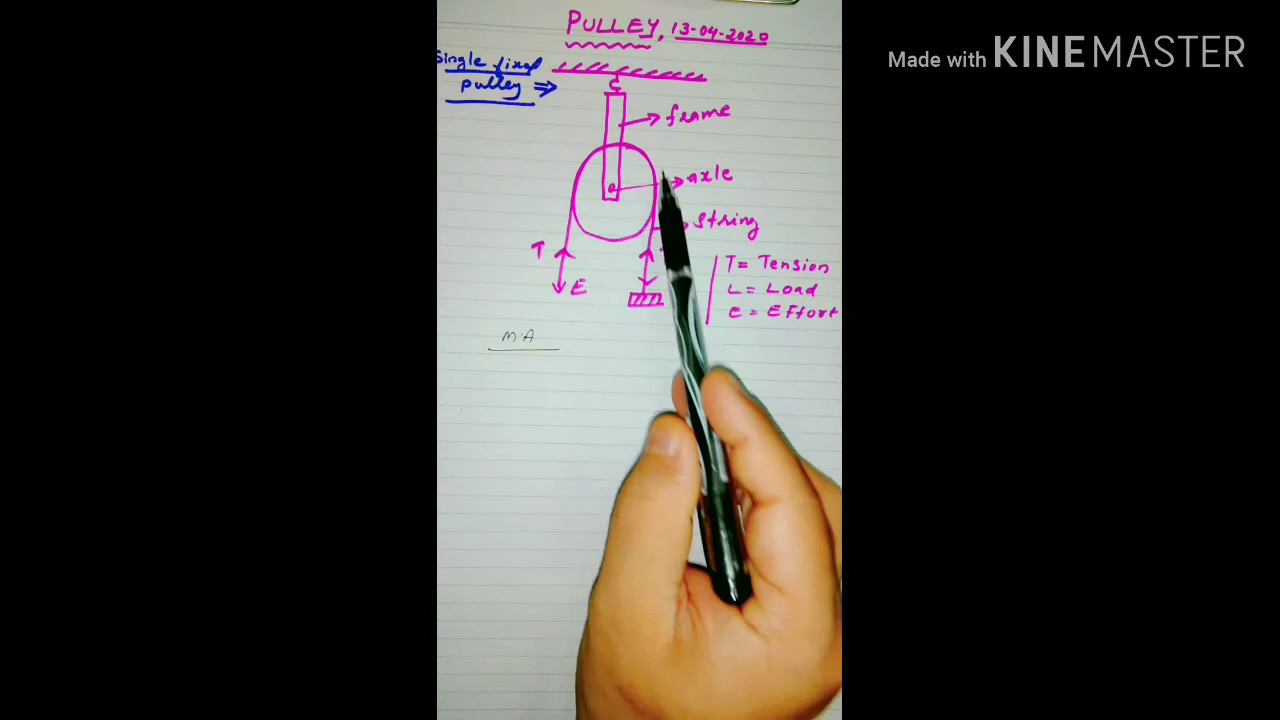 PULLEY, 13-04-2020
Made with KINEMASTER
Single fixed
pulley ⇒
frame
axle
string
T
E
T = Tension
L = Load
E = Effort
M.A